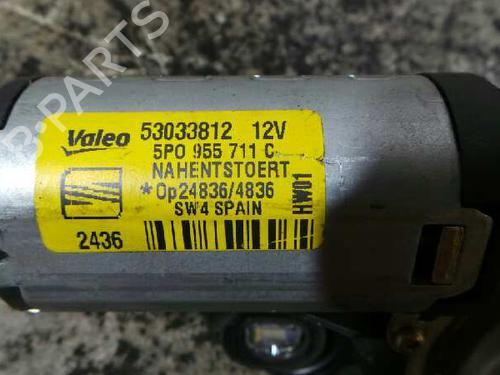 Valeo 53033812 12V
5P0 955 711 C
NAHENTSTOERT
*Op24836/4836
SW4 SPAIN
HW01
2436
B-PARTS